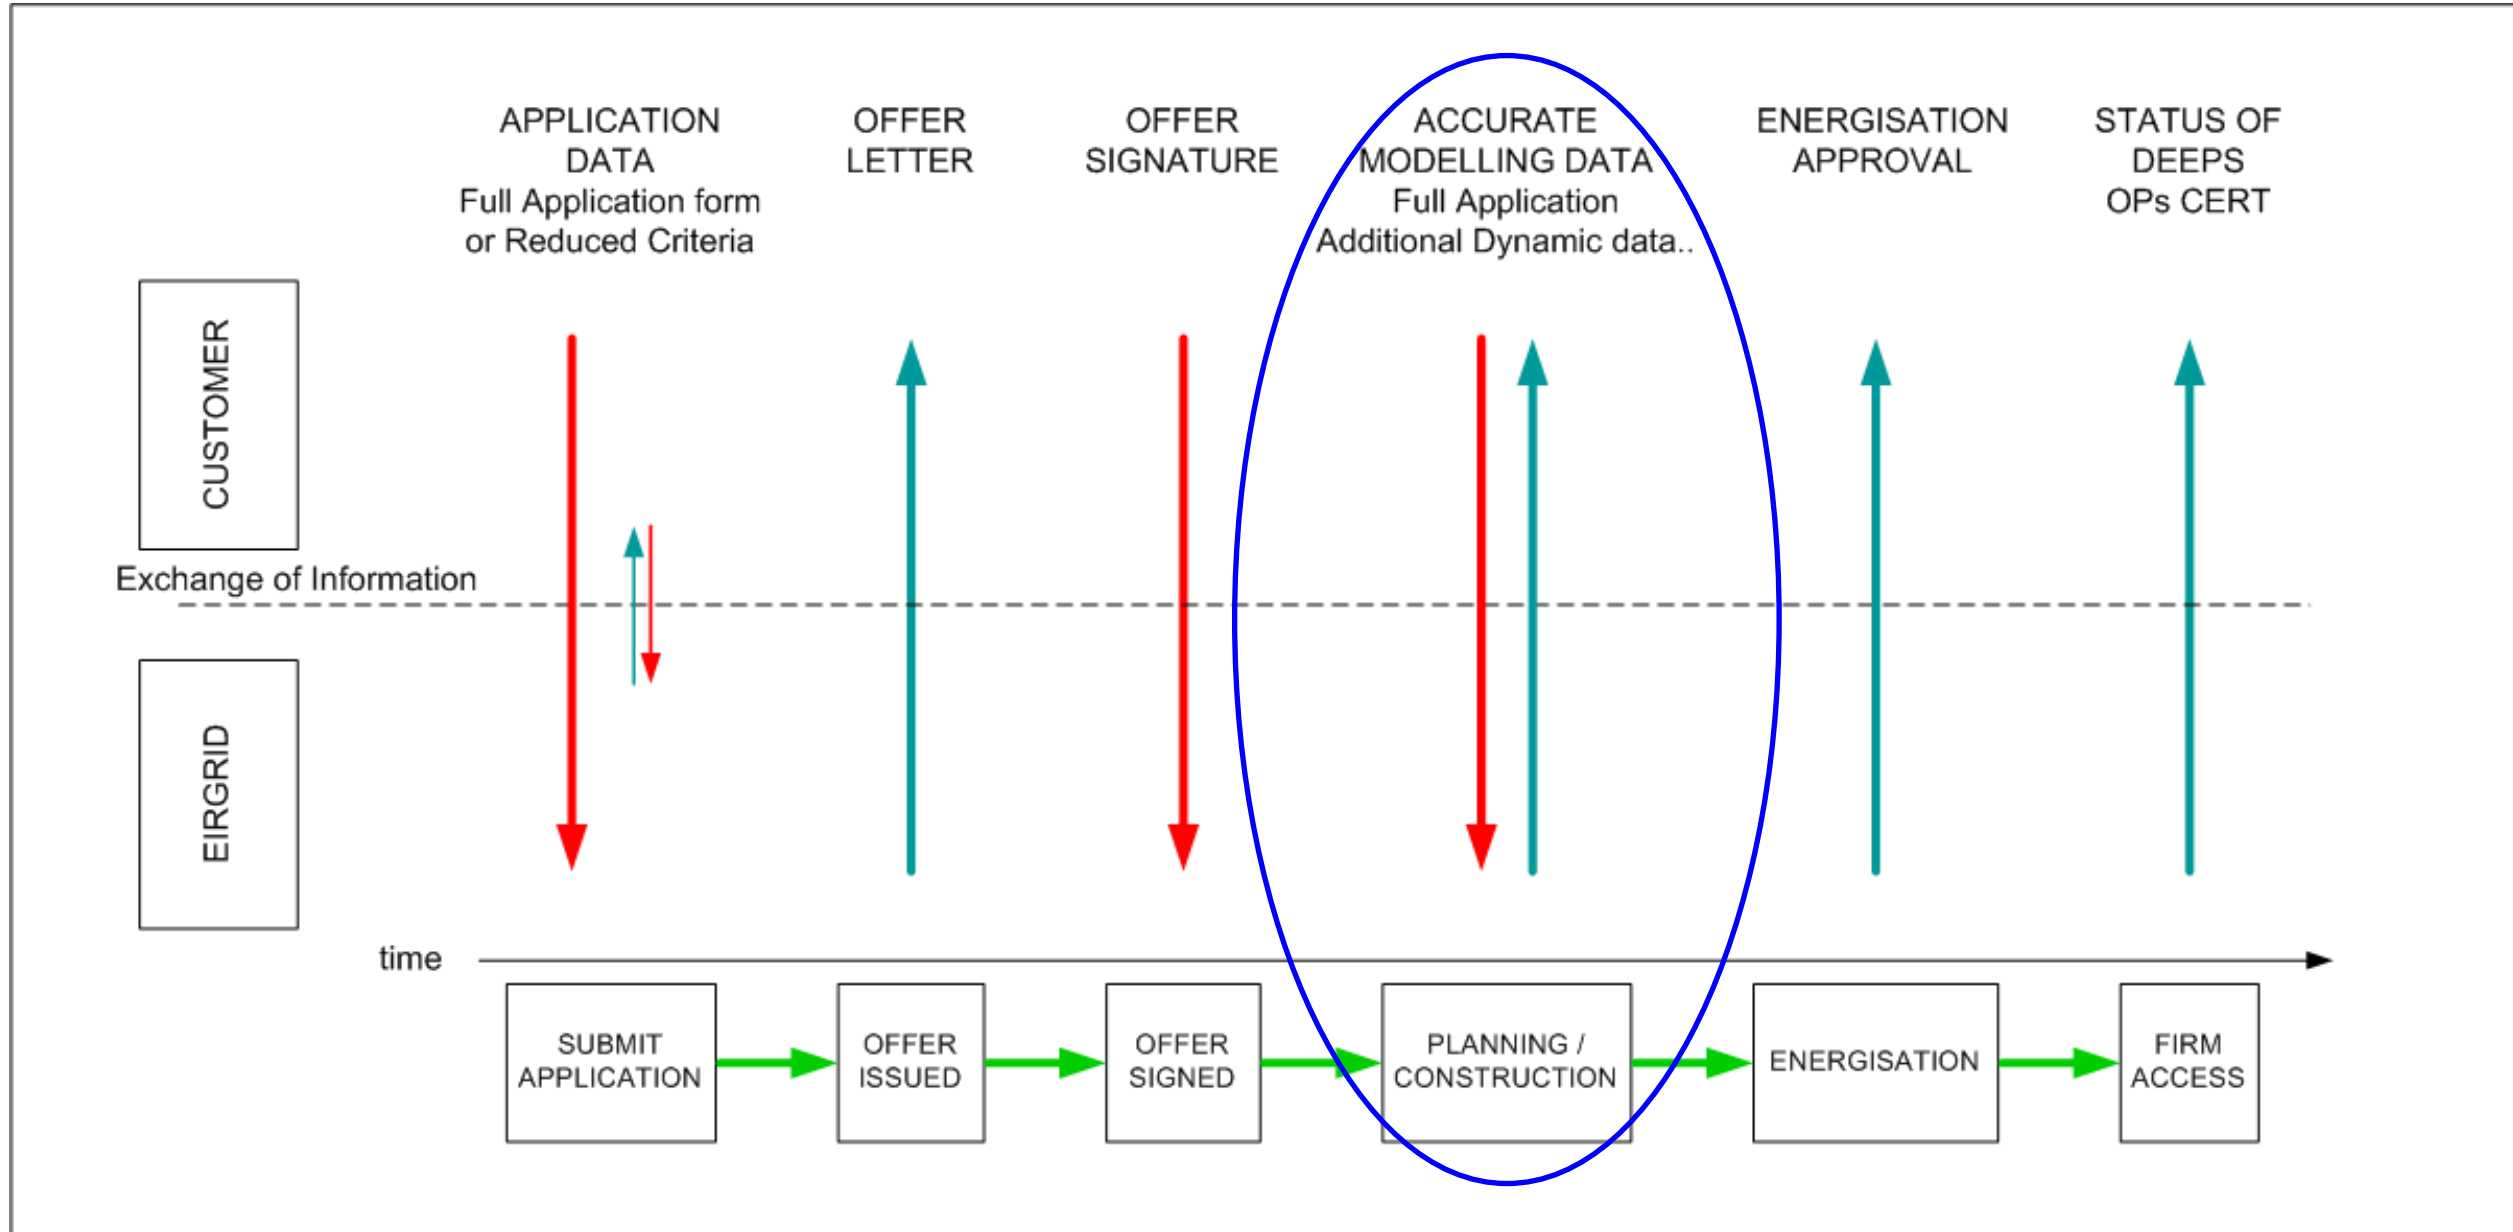 APPLICATION
DATA
Full Application form
or Reduced Criteria
OFFER
LETTER
OFFER
SIGNATURE
ACCURATE
MODELLING DATA
Full Application
Additional Dynamic data..
ENERGISATION
APPROVAL
STATUS OF
DEEPS
OPs CERT
CUSTOMER
Exchange of Information
EIRGRID
time
SUBMIT
APPLICATION
OFFER
ISSUED
OFFER
SIGNED
PLANNING /
CONSTRUCTION
ENERGISATION
FIRM
ACCESS